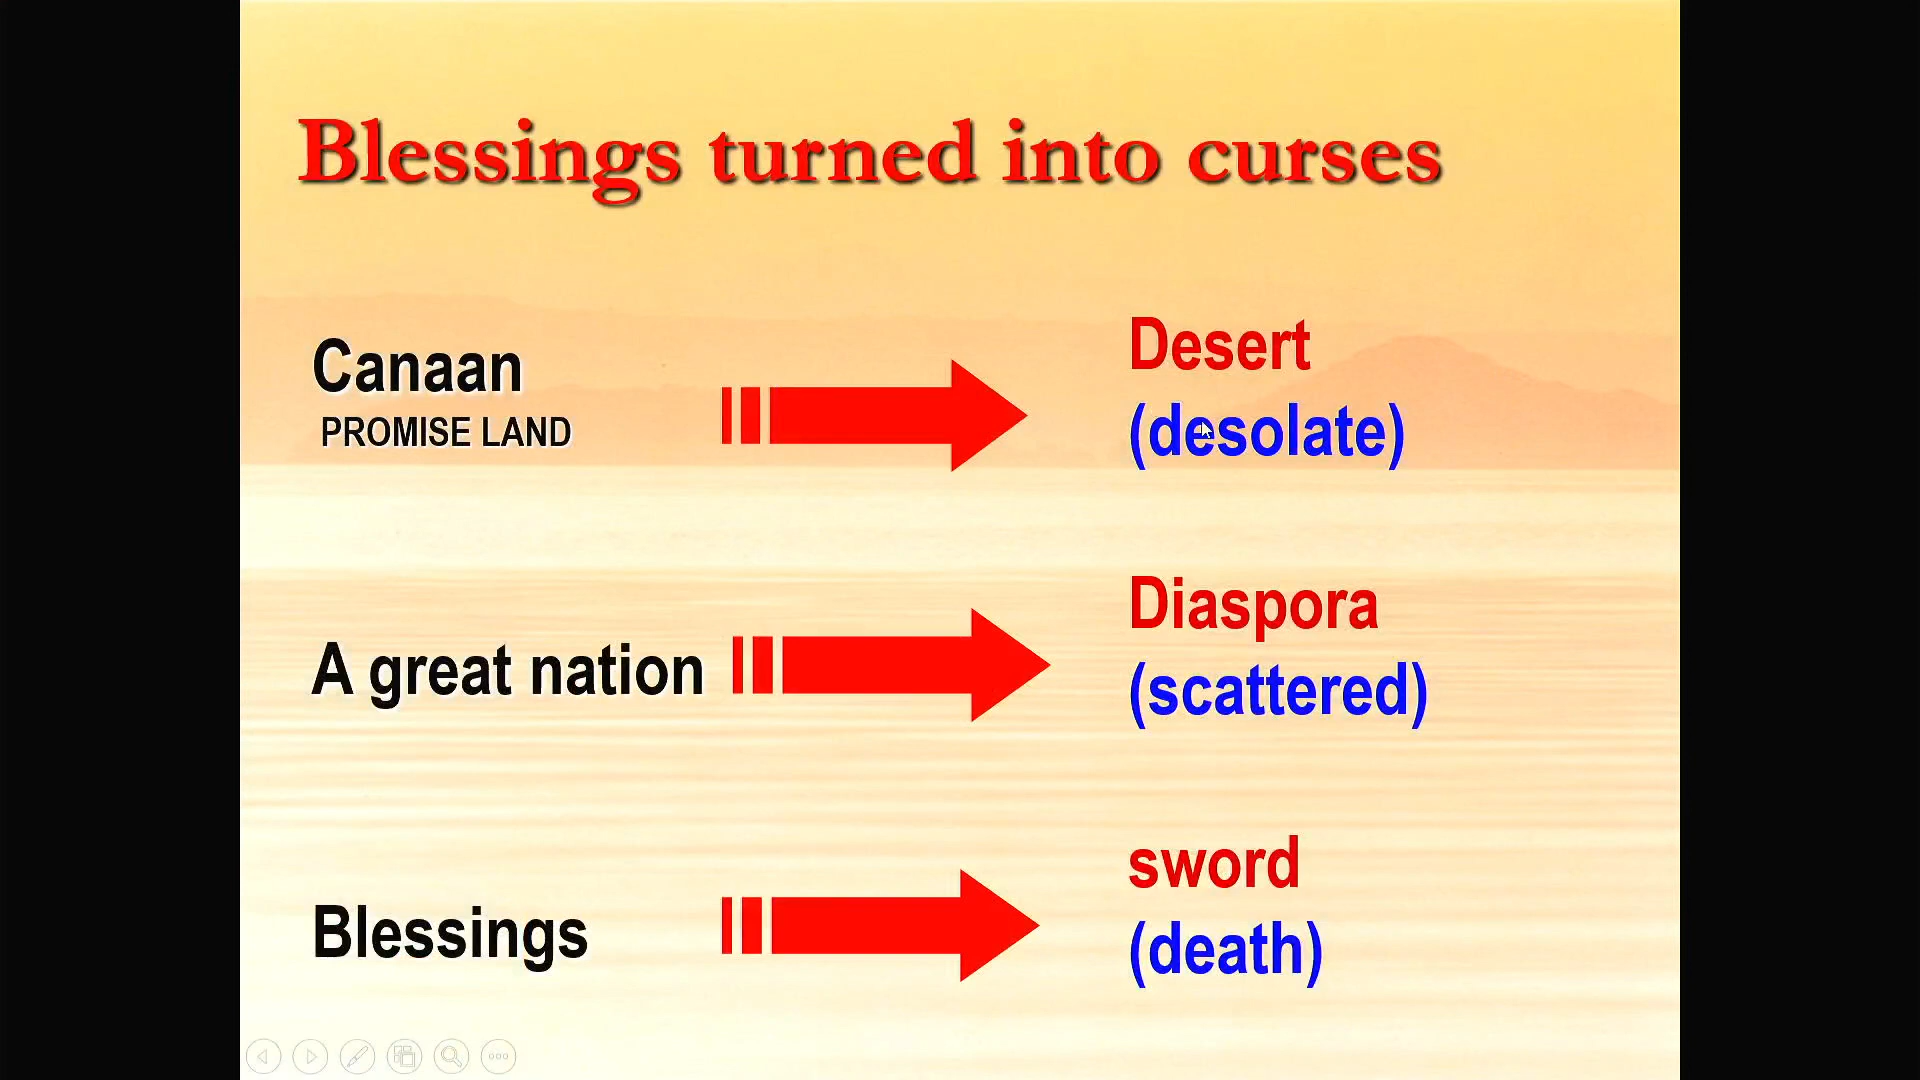 Blessings turned into curses
Canaan
PROMISE LAND
Desert
(desolate)
A great nation
Diaspora
(scattered)
Blessings
sword
(death)